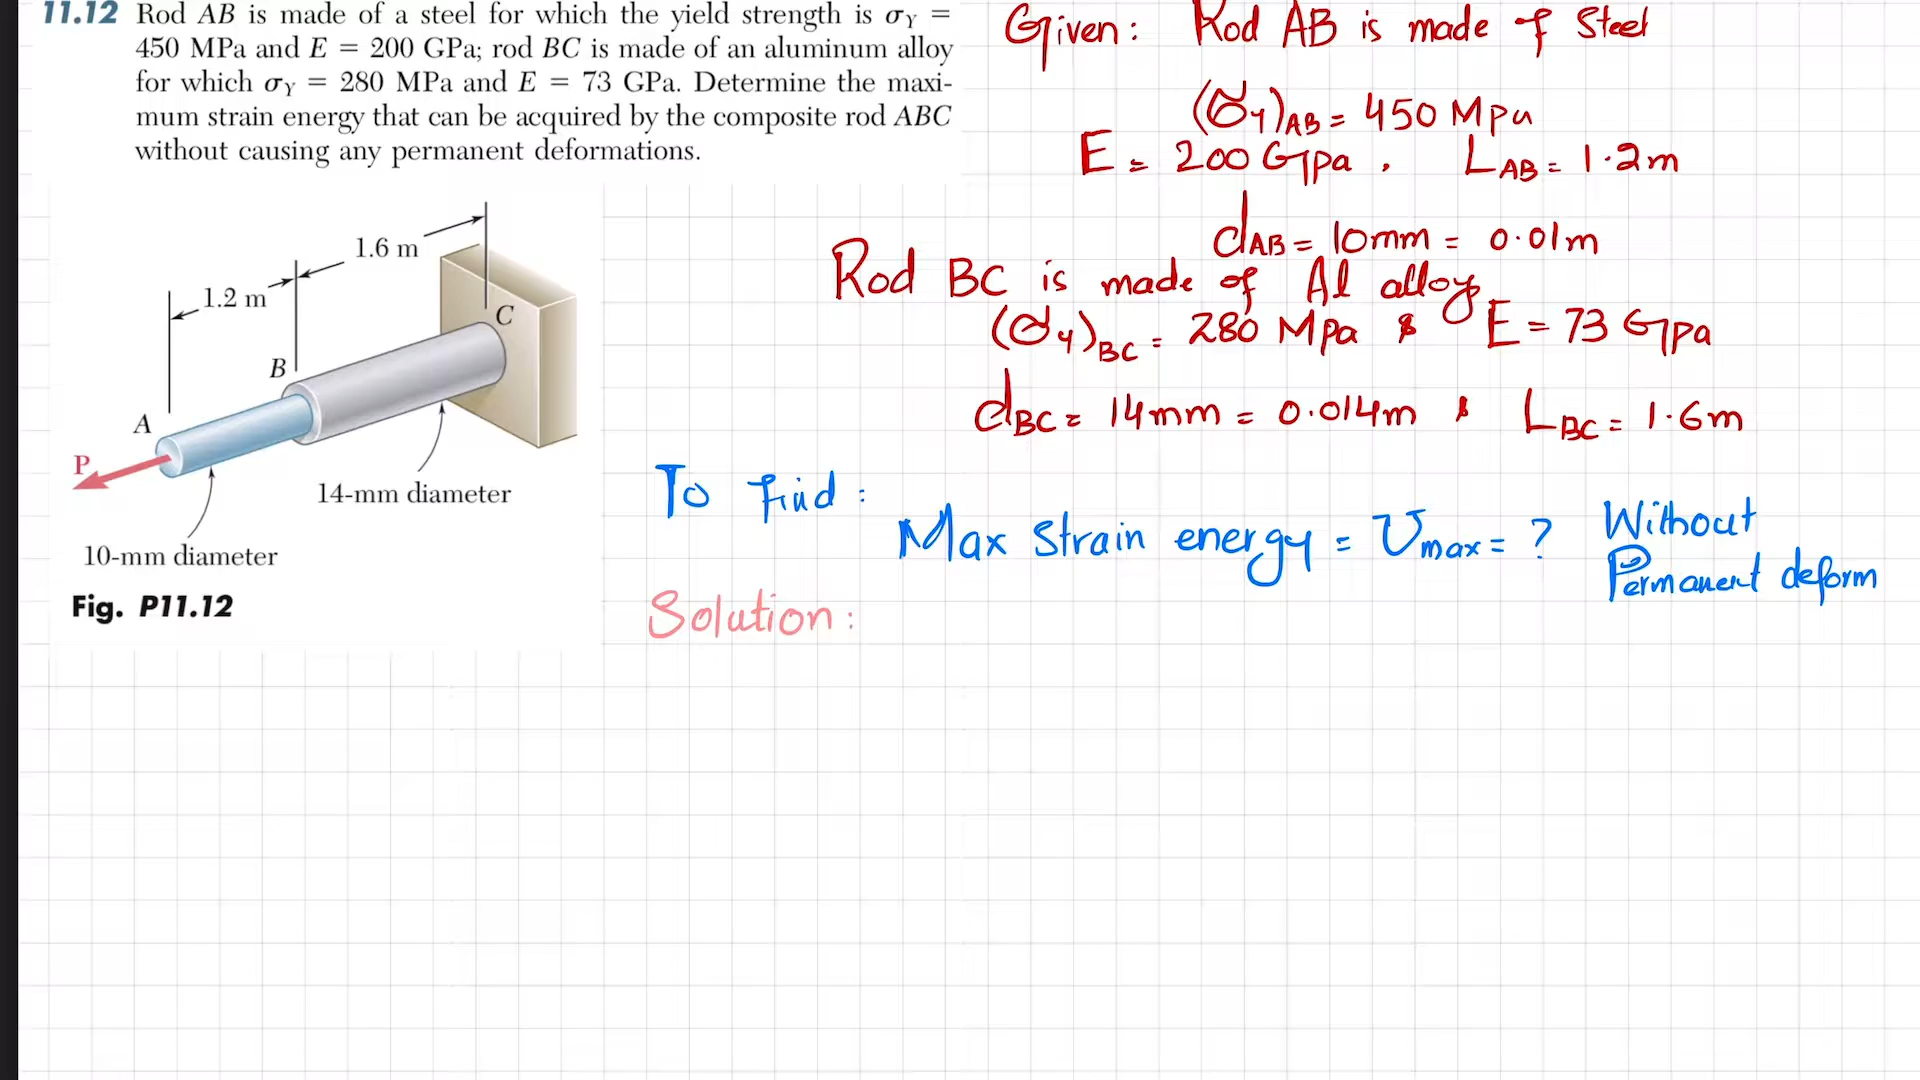 11.12 Rod AB is made of a steel for which the yield strength is σY =
450 MPa and E = 200 GPa; rod BC is made of an aluminum alloy
for which σY = 280 MPa and E = 73 GPa. Determine the maxi-
mum strain energy that can be acquired by the composite rod ABC
without causing any permanent deformations.
1.6 m
1.2 m
C
B
A
P
14-mm diameter
10-mm diameter
Fig. P11.12
Given: Rod AB is made of Steel
(σy)AB = 450 Mpa
E = 200 Gpa , LAB = 1.2m
dAB = 10mm = 0.01m
Rod BC is made of Al alloy
(σy)BC = 280 Mpa & E = 73 Gpa
dBC = 14mm = 0.014m & LBC = 1.6m
To find:
Max Strain energy = Umax = ? Without
Permanent deform
Solution: